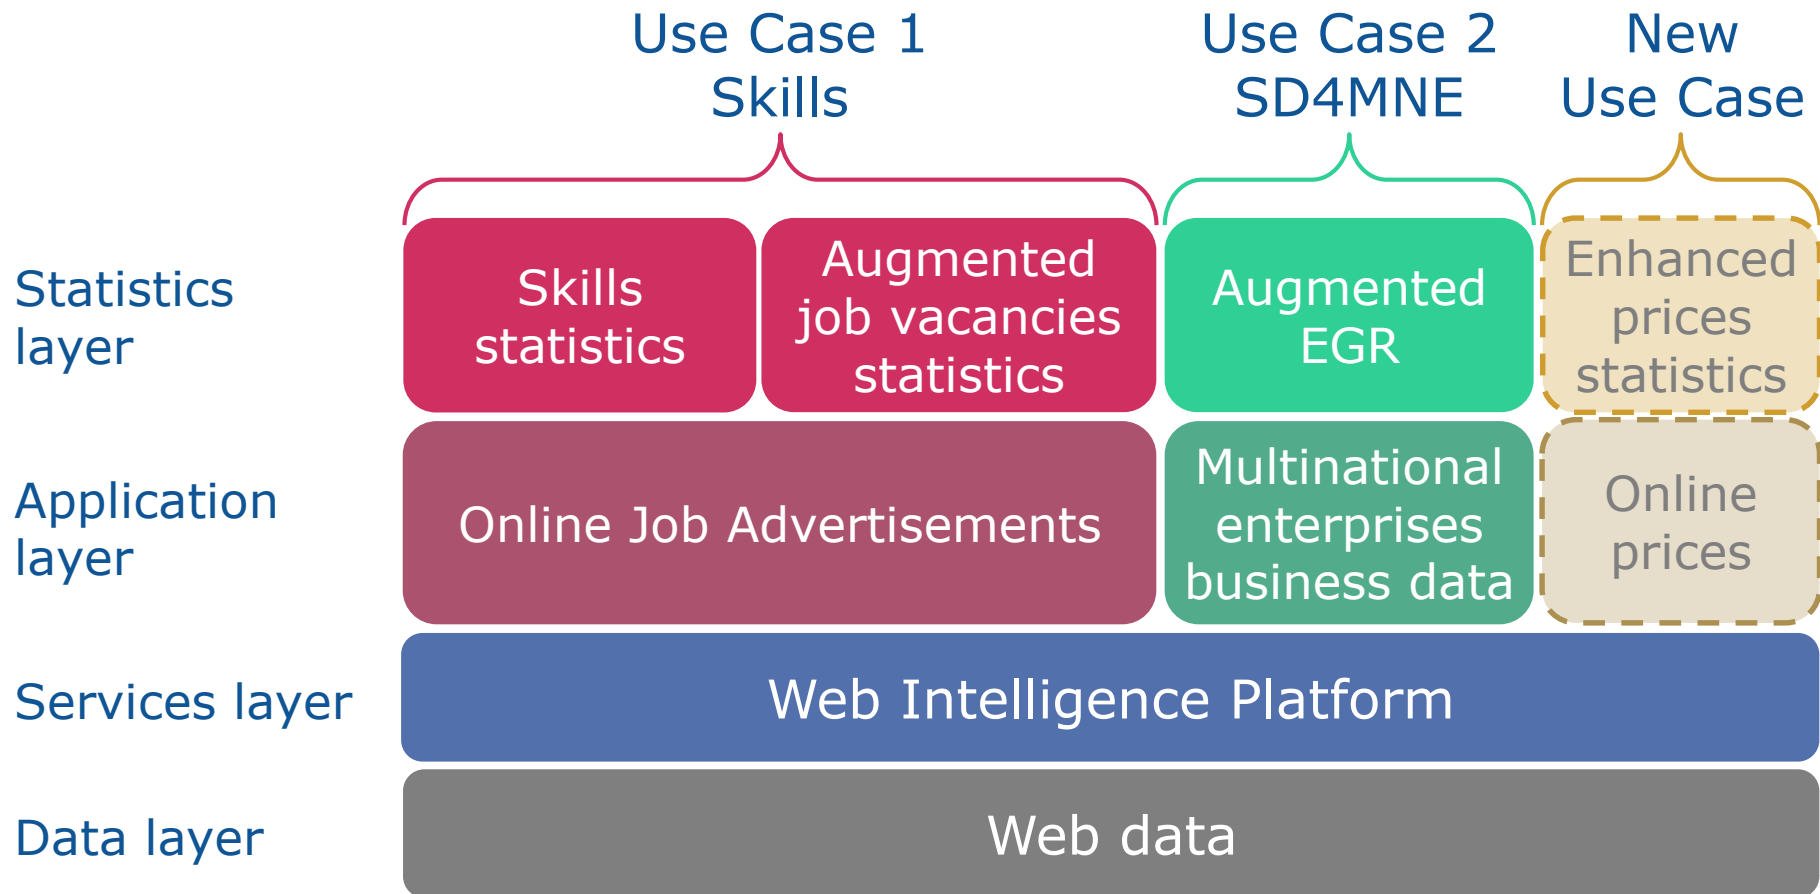 Use Case 1
Skills
Use Case 2
SD4MNE
New
Use Case
Statistics
layer
Skills
statistics
Augmented
job vacancies
statistics
Augmented
EGR
Enhanced
prices
statistics
Application
layer
Online Job Advertisements
Multinational
enterprises
business data
Online
prices
Services layer
Web Intelligence Platform
Data layer
Web data